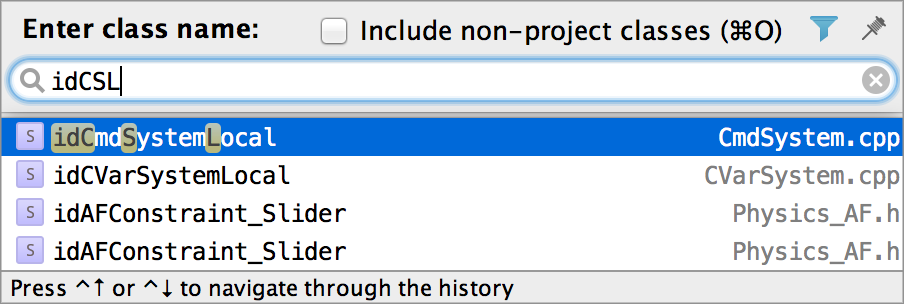 Enter class name: Include non-project classes (⌘O)
idCSL
S idCmdSystemLocal CmdSystem.cpp
S idCVarSystemLocal CVarSystem.cpp
S idAFConstraint_Slider Physics_AF.h
S idAFConstraint_Slider Physics_AF.h
Press ^↑ or ^↓ to navigate through the history